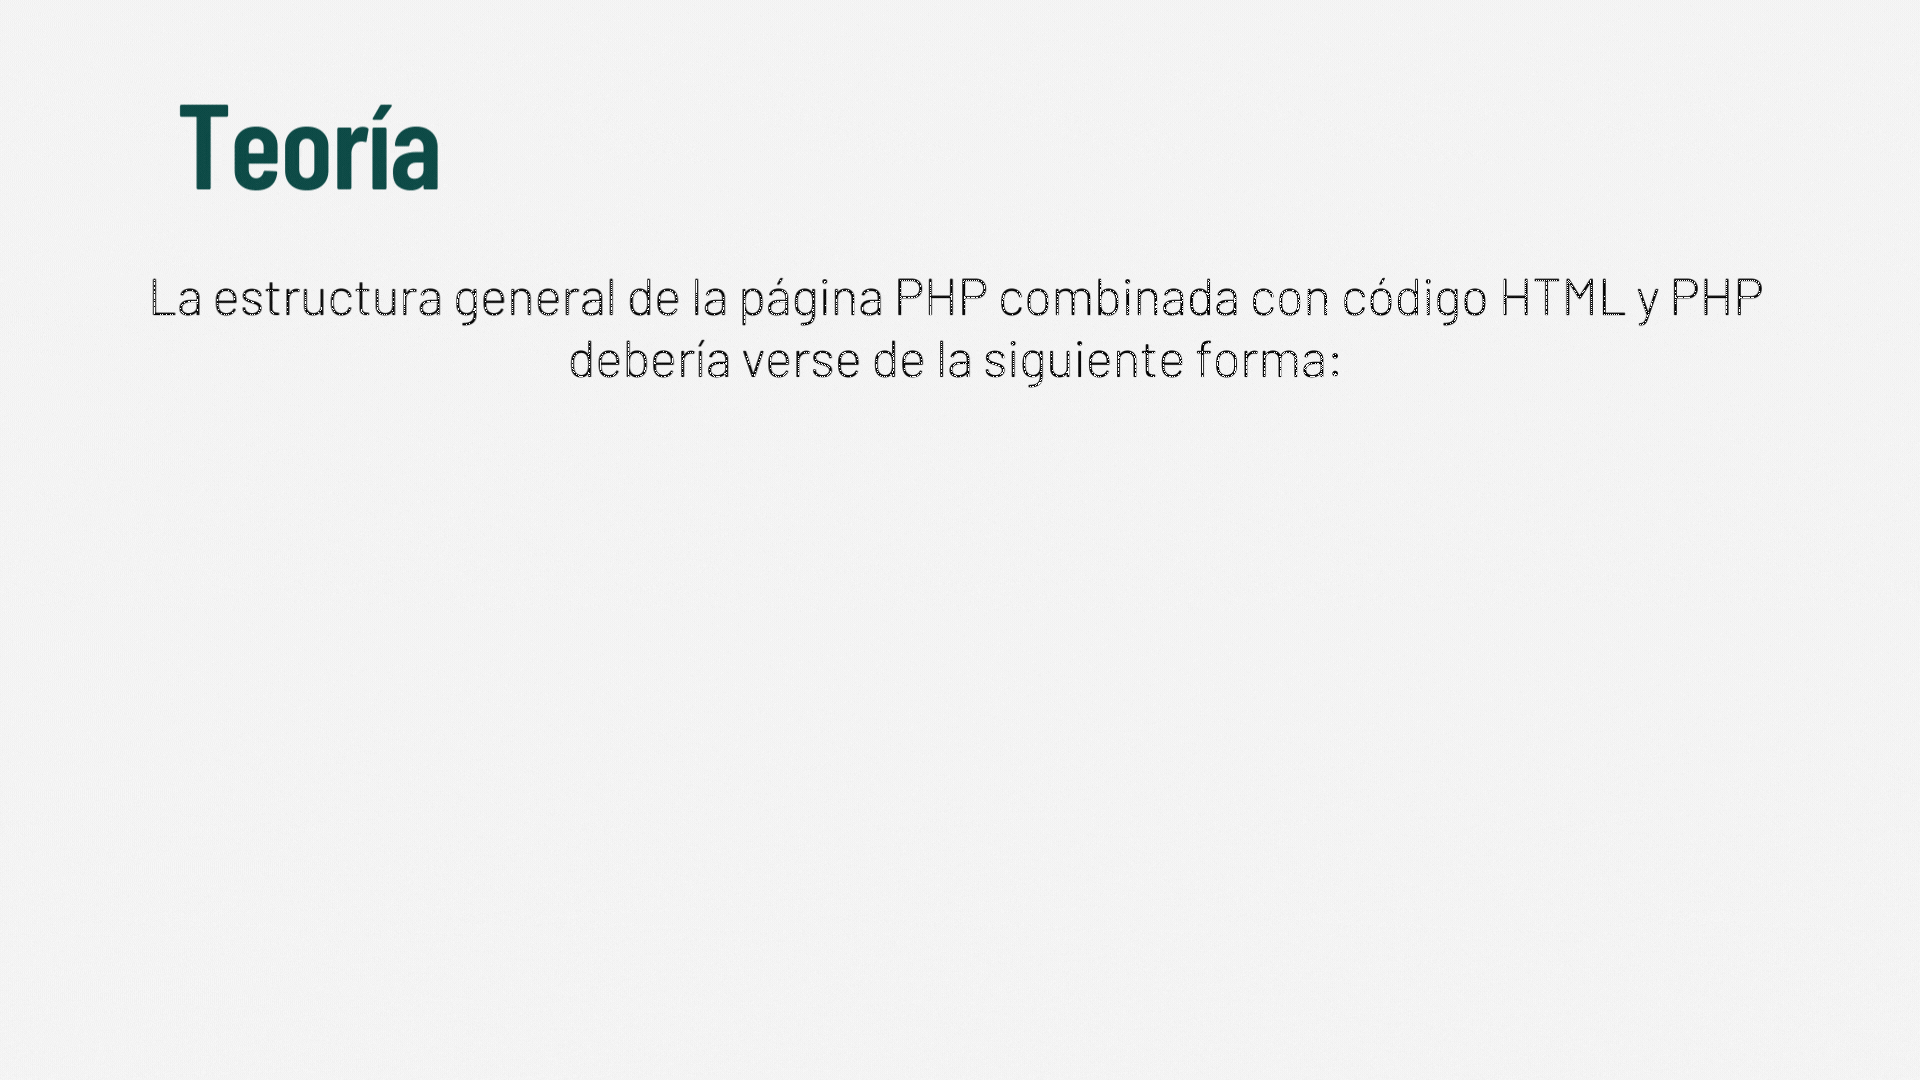 Teoría
La estructura general de la página PHP combinada con código HTML y PHP
debería verse de la siguiente forma: